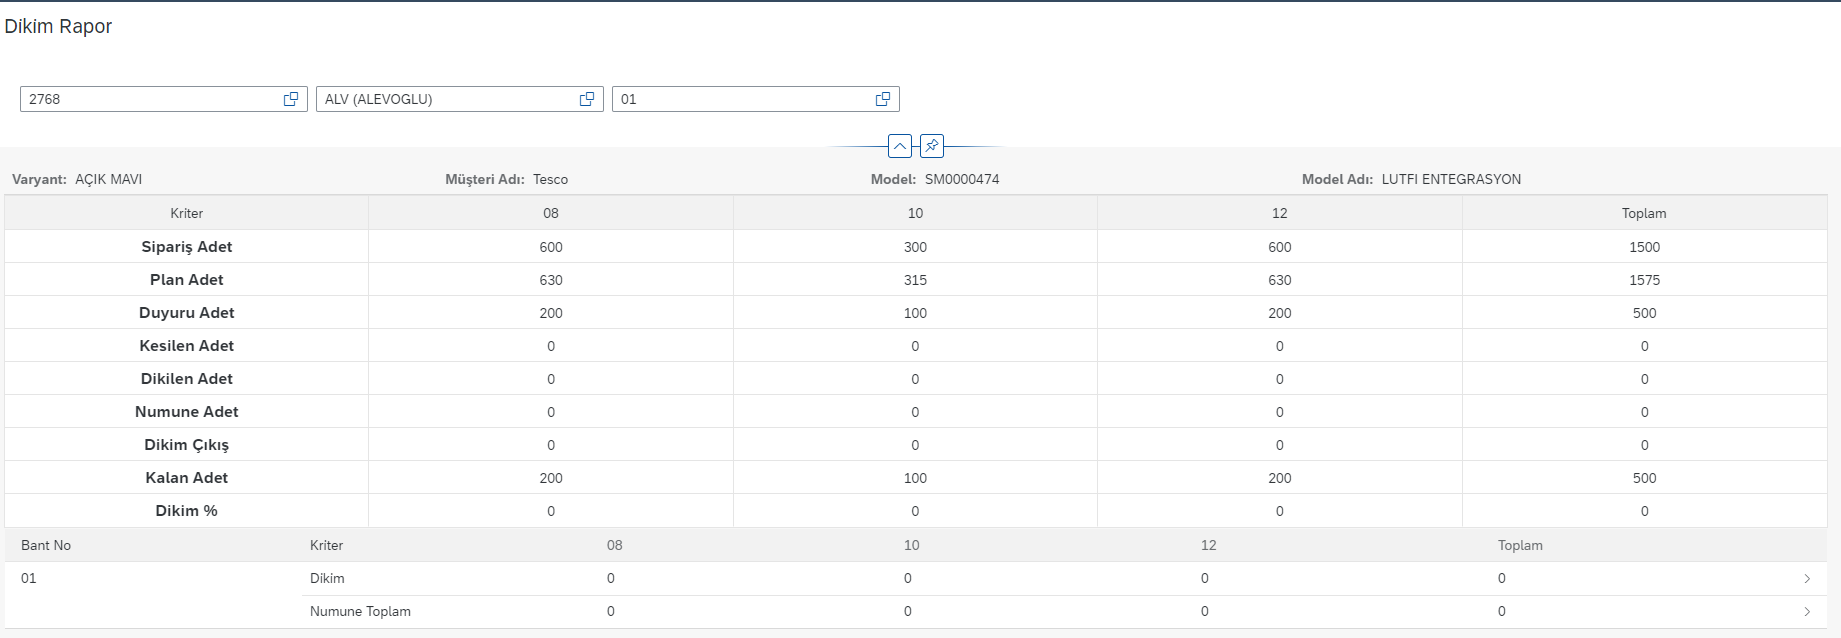 Dikim Rapor
2768 ALV (ALEVOGLU) 01
Varyant: AÇIK MAVI Müşteri Adı: Tesco Model: SM0000474 Model Adı: LUTFI ENTEGRASYON
Kriter 08 10 12 Toplam
Sipariş Adet 600 300 600 1500
Plan Adet 630 315 630 1575
Duyuru Adet 200 100 200 500
Kesilen Adet 0 0 0 0
Dikilen Adet 0 0 0 0
Numune Adet 0 0 0 0
Dikim Çıkış 0 0 0 0
Kalan Adet 200 100 200 500
Dikim % 0 0 0 0
Bant No Kriter 08 10 12 Toplam
01 Dikim 0 0 0 0
Numune Toplam 0 0 0 0